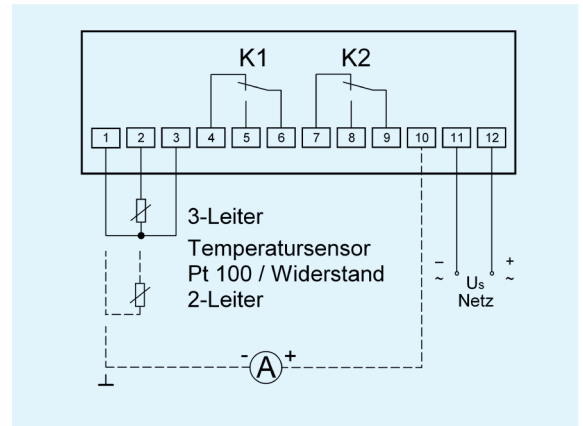 K1 K2
1 2 3 4 5 6 7 8 9 10 11 12
3-Leiter
Temperatursensor
Pt 100 / Widerstand
2-Leiter
– +
~ Us ~
Netz
- A +